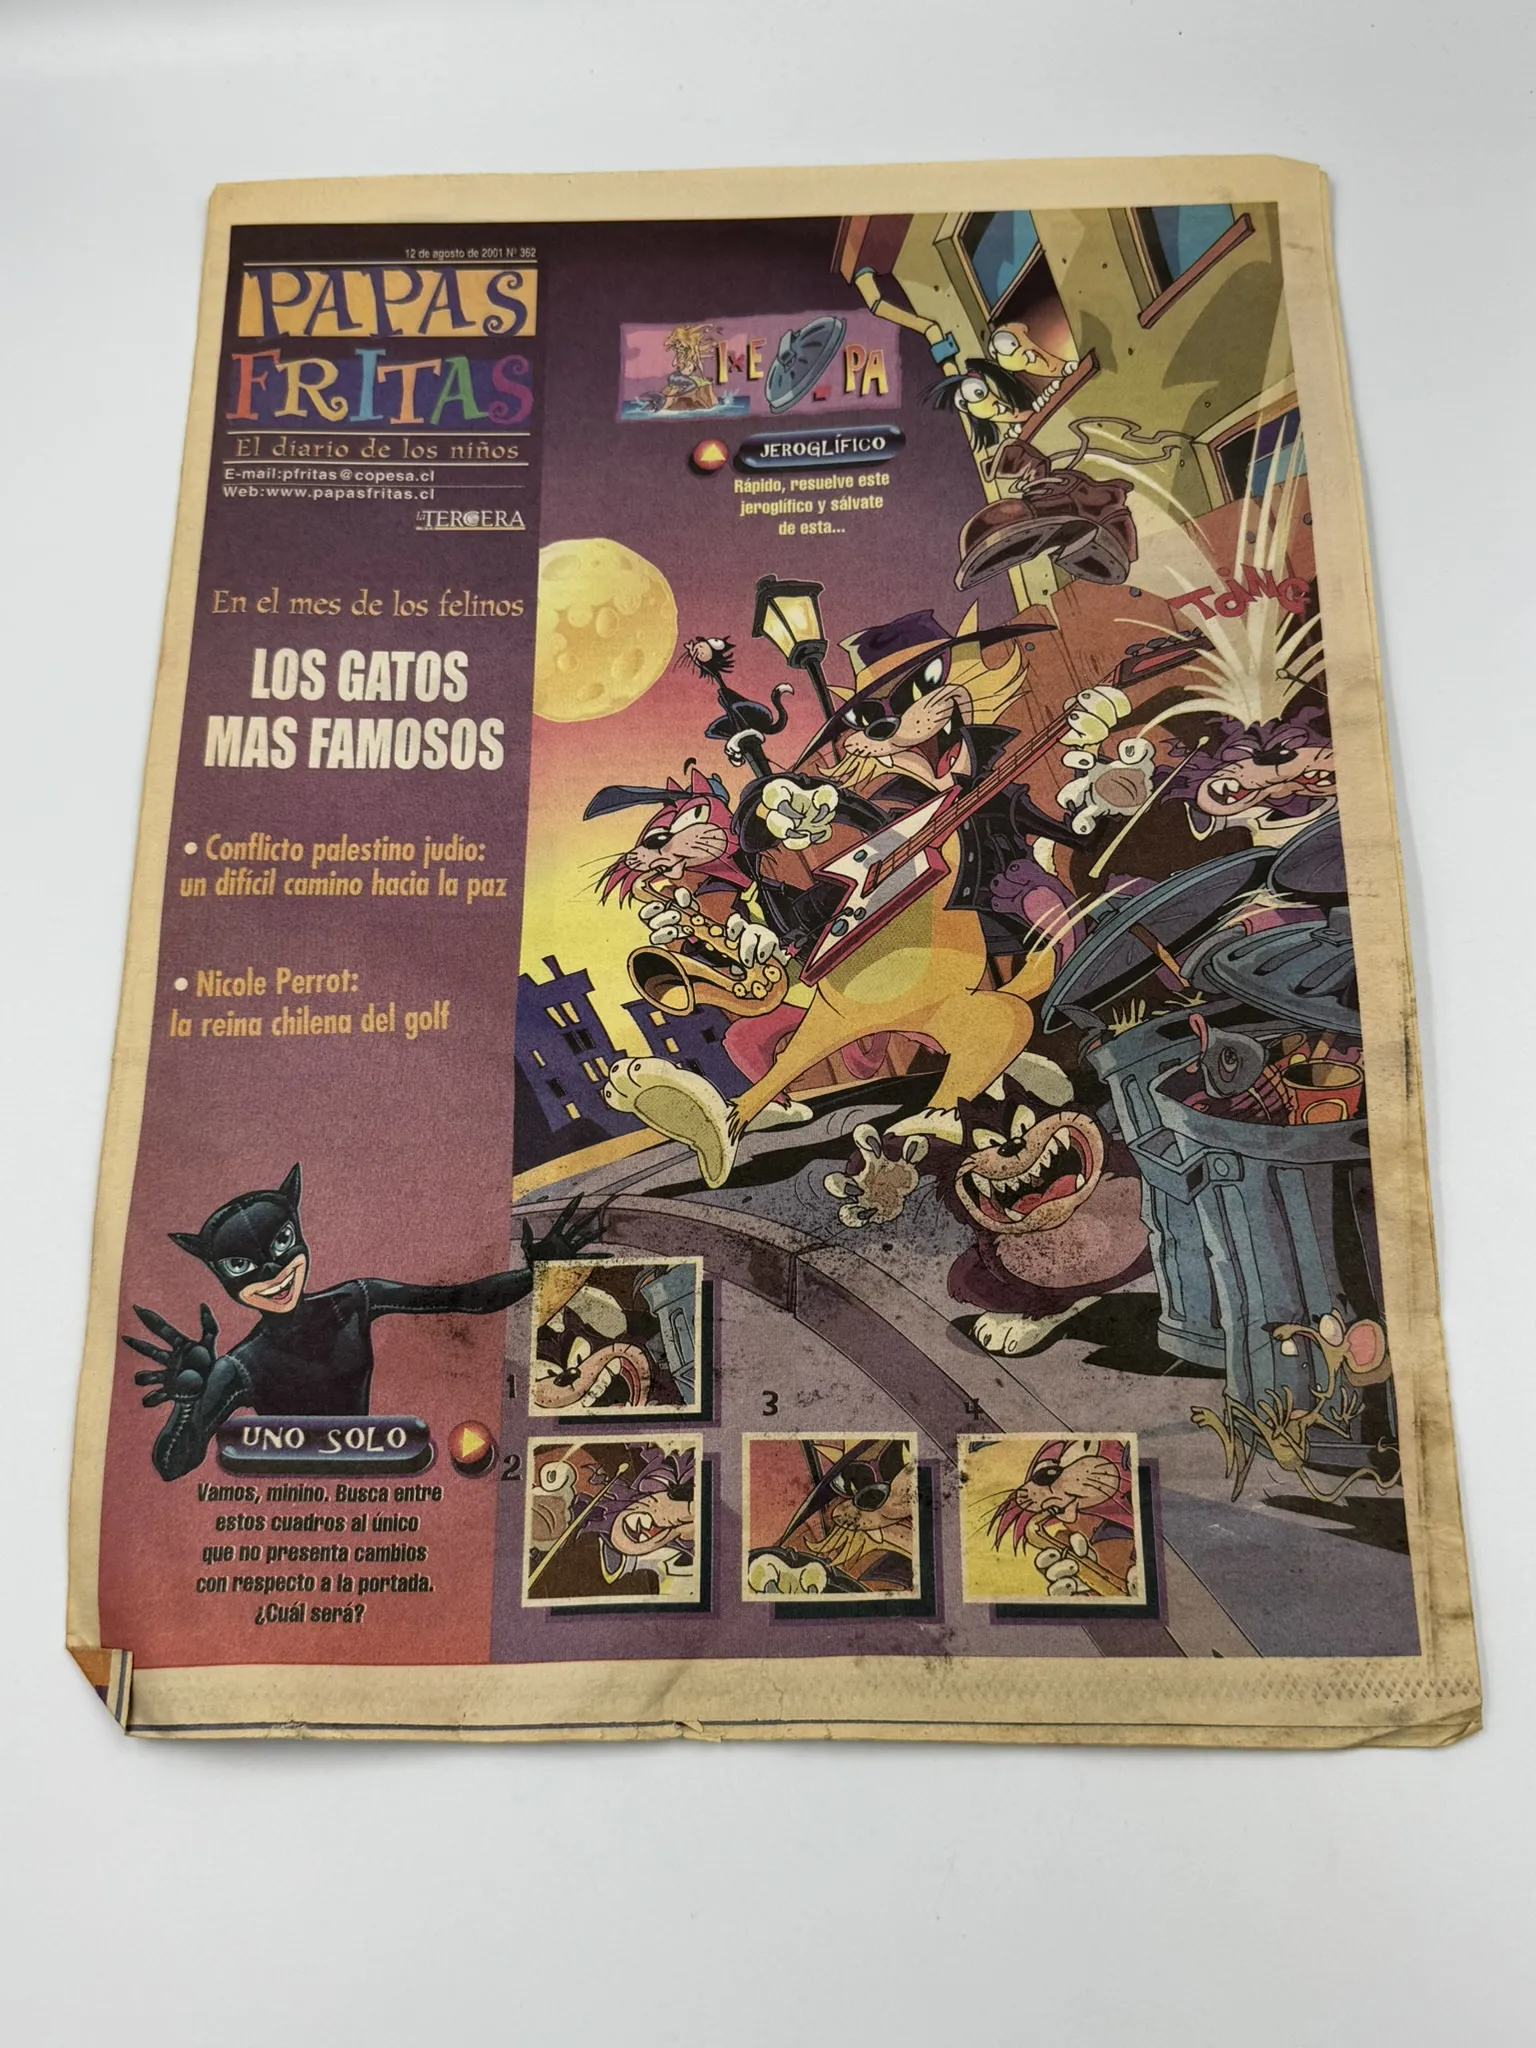 12 de agosto de 2001 Nº 362
PAPAS
FRITAS
El diario de los niños
E-mail:pfritas@copesa.cl
Web:www.papasfritas.cl
LA TERCERA
IXE PA
JEROGLÍFICO
Rápido, resuelve este
jeroglífico y sálvate
de esta...
TOING
En el mes de los felinos
LOS GATOS
MAS FAMOSOS
• Conflicto palestino judío:
un difícil camino hacia la paz
• Nicole Perrot:
la reina chilena del golf
UNO SOLO
Vamos, minino. Busca entre
estos cuadros al único
que no presenta cambios
con respecto a la portada.
¿Cuál será?
1
2
3
4